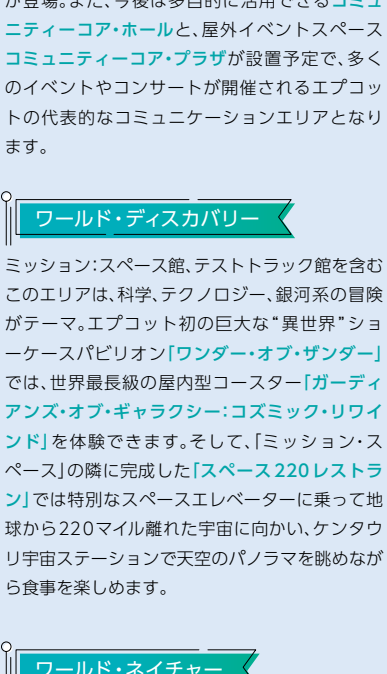 が登場。また、今後は多目的に活用できるコミュ
ニティーコア・ホールと、屋外イベントスペース
コミュニティーコア・プラザが設置予定で、多く
のイベントやコンサートが開催されるエプコッ
トの代表的なコミュニケーションエリアとなり
ます。
ワールド・ディスカバリー
ミッション:スペース館、テストトラック館を含む
このエリアは、科学、テクノロジー、銀河系の冒険
がテーマ。エプコット初の巨大な“異世界”ショ
ーケースパビリオン「ワンダー・オブ・ザンダー」
では、世界最長級の屋内型コースター「ガーディ
アンズ・オブ・ギャラクシー:コズミック・リワイ
ンド」を体験できます。そして、「ミッション・ス
ペース」の隣に完成した「スペース220レストラ
ン」では特別なスペースエレベーターに乗って地
球から220マイル離れた宇宙に向かい、ケンタウ
リ宇宙ステーションで天空のパノラマを眺めなが
ら食事を楽しめます。
ワールド・ネイチャー